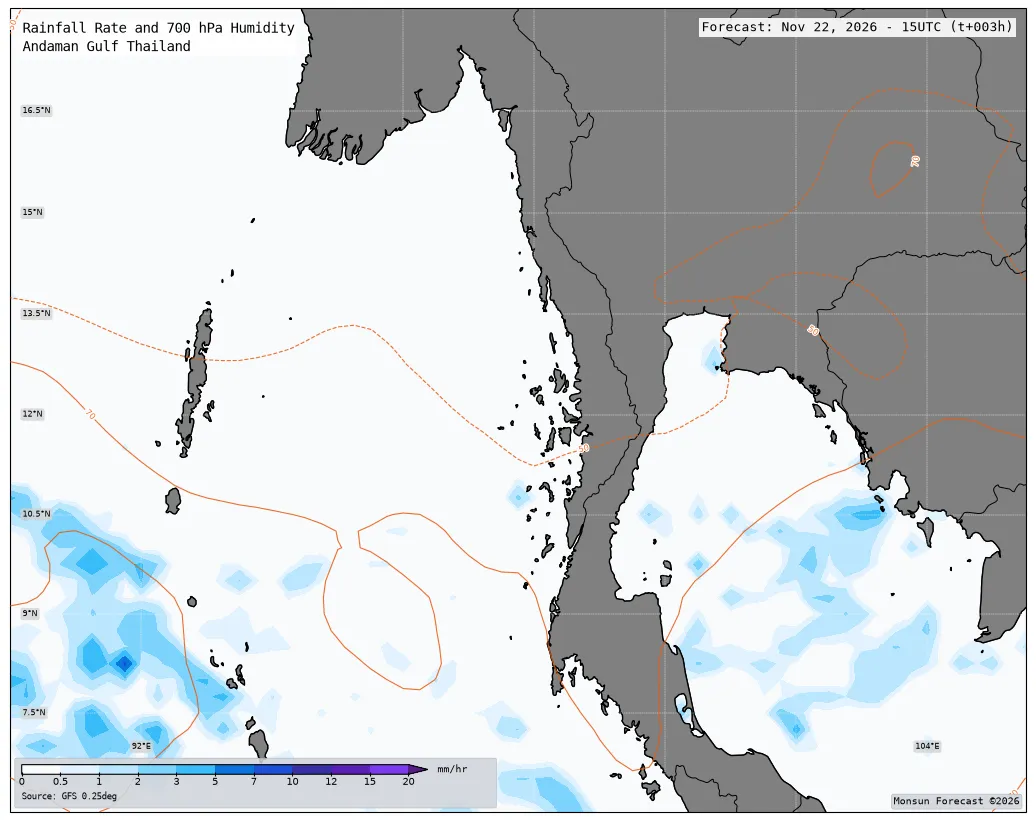 Rainfall Rate and 700 hPa Humidity
Andaman Gulf Thailand
Forecast: Nov 22, 2026 - 15UTC (t+003h)
16.5°N
70
15°N
13.5°N
50
12°N
70
50
10.5°N
9°N
7.5°N
92°E
104°E
mm/hr
0 0.5 1 2 3 5 7 10 12 15 20
Source: GFS 0.25deg
Monsun Forecast ©2026